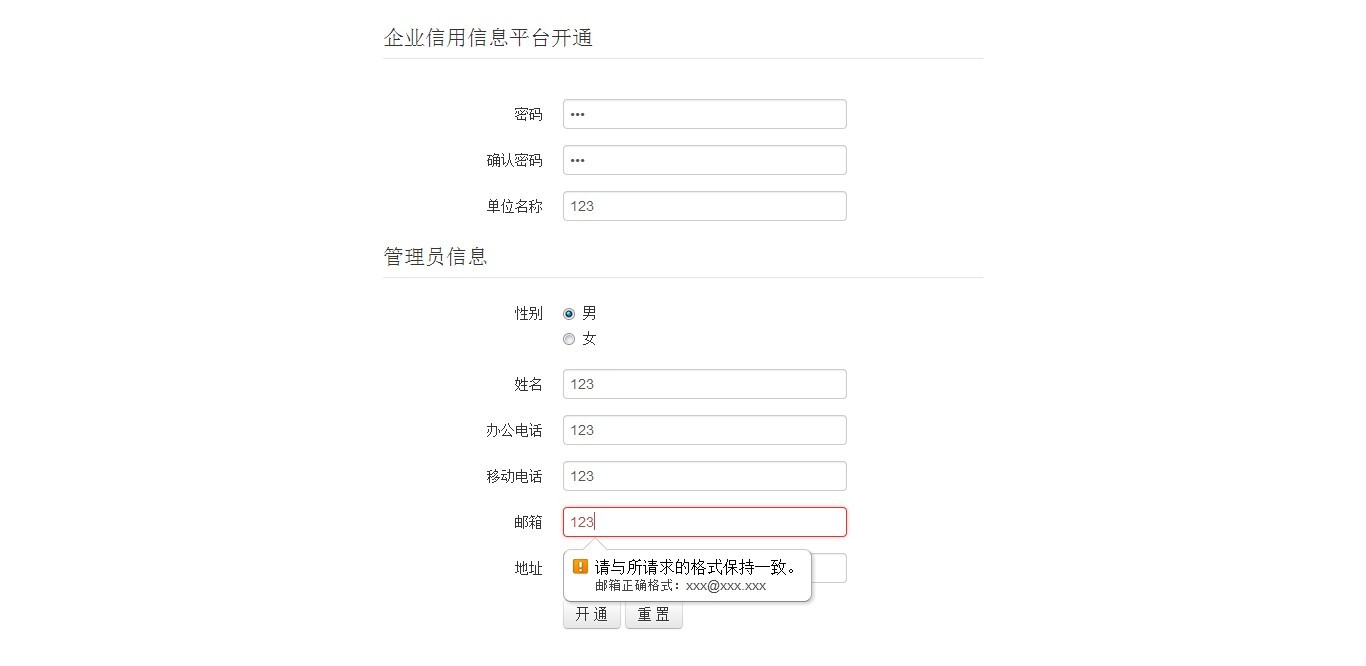 企业信用信息平台开通
密码 •••
确认密码 •••
单位名称 123
管理员信息
性别 男
女
姓名 123
办公电话 123
移动电话 123
邮箱 123
地址
请与所请求的格式保持一致。
邮箱正确格式：xxx@xxx.xxx
开 通 重 置